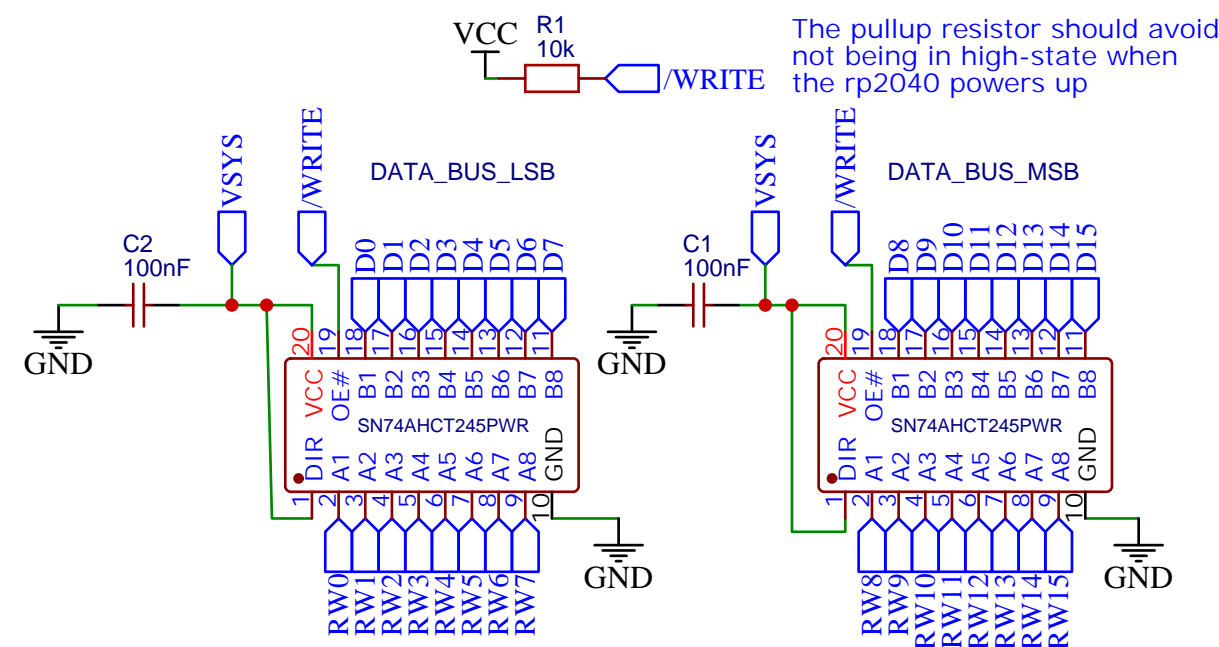 VCC
R1
10k
/WRITE
The pullup resistor should avoid
not being in high-state when
the rp2040 powers up
VSYS
/WRITE
DATA_BUS_LSB
C2
100nF
GND
D0
D1
D2
D3
D4
D5
D6
D7
20
19
18
17
16
15
14
13
12
11
VCC
OE#
B1
B2
B3
B4
B5
B6
B7
B8
SN74AHCT245PWR
DIR
A1
A2
A3
A4
A5
A6
A7
A8
GND
1
2
3
4
5
6
7
8
9
10
RW0
RW1
RW2
RW3
RW4
RW5
RW6
RW7
GND
VSYS
/WRITE
DATA_BUS_MSB
C1
100nF
GND
D8
D9
D10
D11
D12
D13
D14
D15
20
19
18
17
16
15
14
13
12
11
VCC
OE#
B1
B2
B3
B4
B5
B6
B7
B8
SN74AHCT245PWR
DIR
A1
A2
A3
A4
A5
A6
A7
A8
GND
1
2
3
4
5
6
7
8
9
10
RW8
RW9
RW10
RW11
RW12
RW13
RW14
RW15
GND